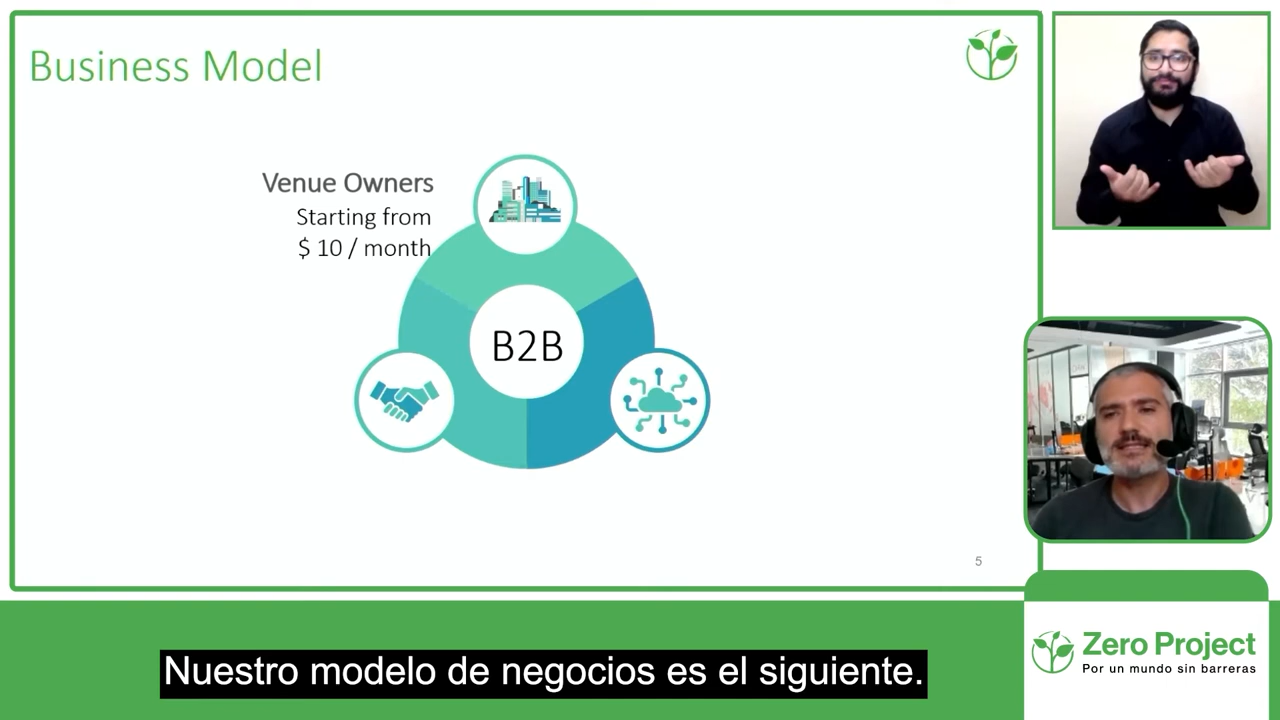 Business Model
Venue Owners
Starting from
$ 10 / month
B2B
5
Zero Project
Por un mundo sin barreras
Nuestro modelo de negocios es el siguiente.